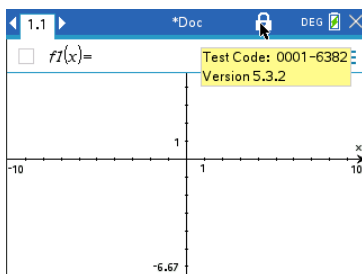 1.1 *Doc DEG
f1(x)=
Test Code: 0001-6382
Version 5.3.2
1
x
-10 1 10
-6.67